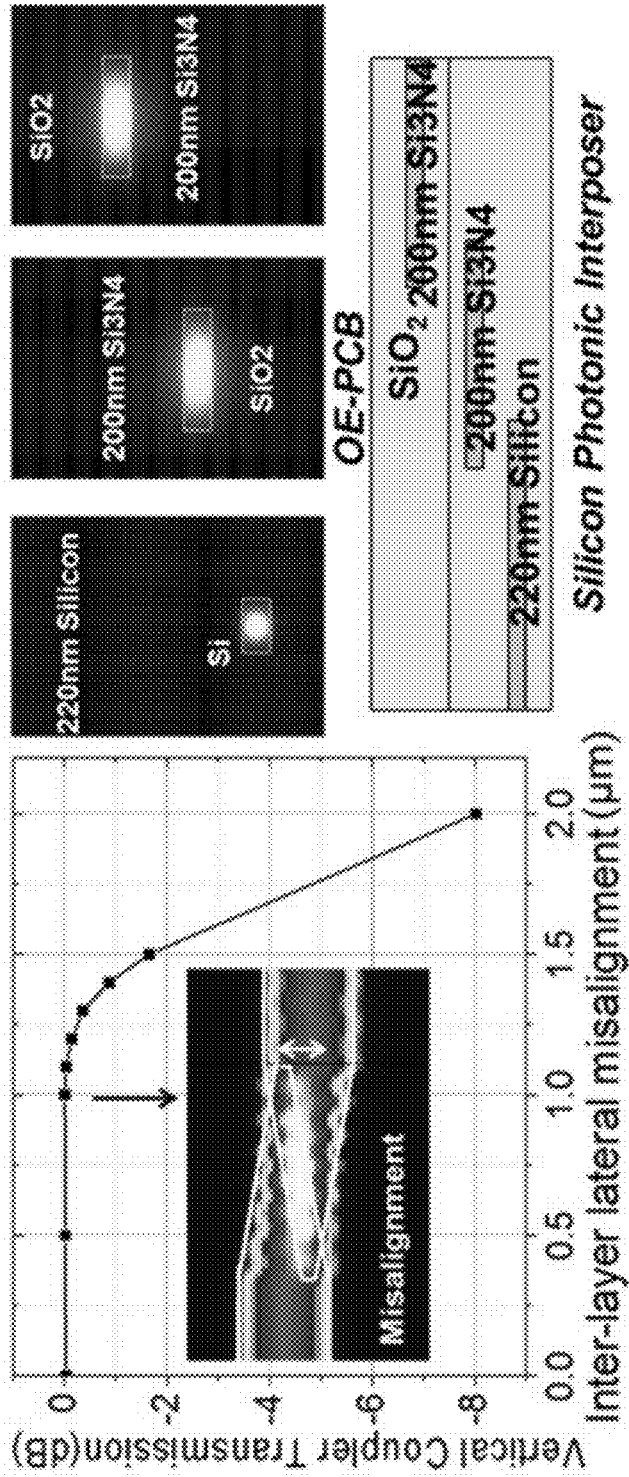 Vertical Coupler Transmission(dB)
0
-2
-4
-6
-8
0.0
0.5
1.0
1.5
2.0
Inter-layer lateral misalignment (μm)
Misalignment
220nm Silicon
Si
200nm Si3N4
SiO2
SiO2
200nm Si3N4
OE-PCB
SiO₂
200nm Si3N4
200nm Si3N4
220nm Silicon
Silicon Photonic Interposer